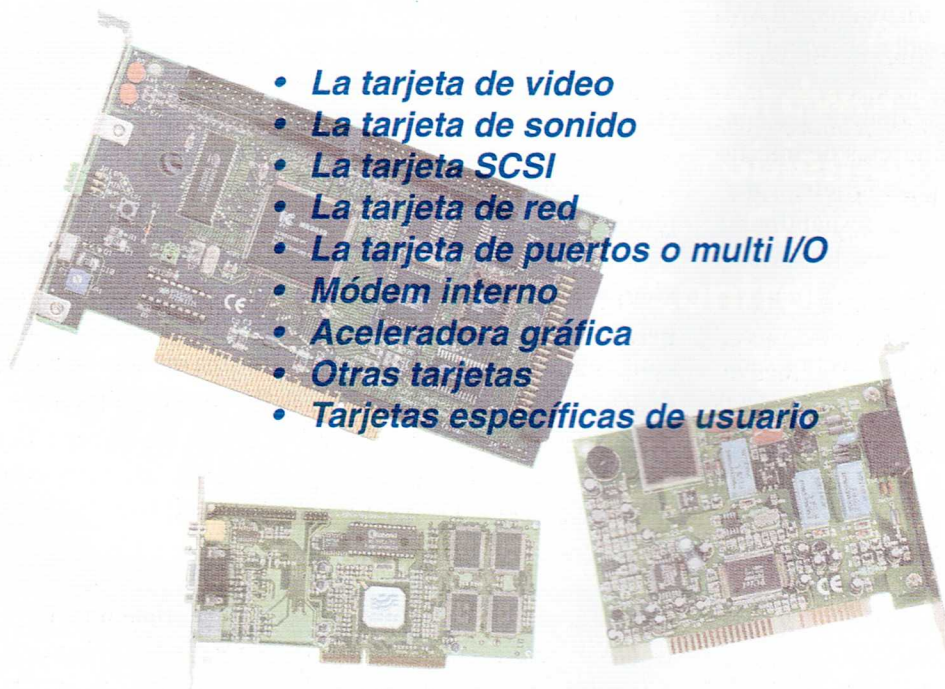 • La tarjeta de video
• La tarjeta de sonido
• La tarjeta SCSI
• La tarjeta de red
• La tarjeta de puertos o multi I/O
• Módem interno
• Aceleradora gráfica
• Otras tarjetas
• Tarjetas específicas de usuario
CE